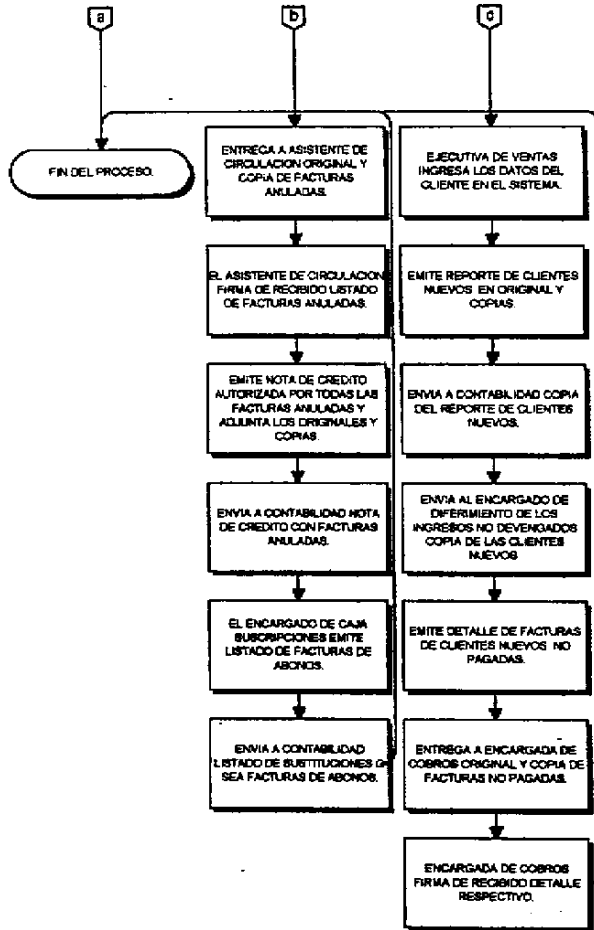 a
b
c
FIN DEL PROCESO.
ENTREGA A ASISTENTE DE
CIRCULACION ORIGINAL Y
COPIA DE FACTURAS
ANULADAS.
EL ASISTENTE DE CIRCULACION
FIRMA DE RECIBIDO LISTADO
DE FACTURAS ANULADAS.
EMITE NOTA DE CREDITO
AUTORIZADA POR TODAS LAS
FACTURAS ANULADAS Y
ADJUNTA LOS ORIGINALES Y
COPIAS.
ENVIA A CONTABILIDAD NOTA
DE CREDITO CON FACTURAS
ANULADAS.
EL ENCARGADO DE CAJA
SUSCRIPCIONES EMITE
LISTADO DE FACTURAS DE
ABONOS.
ENVIA A CONTABILIDAD
LISTADO DE SUSTITUCIONES O
SEA FACTURAS DE ABONOS.
EJECUTIVA DE VENTAS
INGRESA LOS DATOS DEL
CLIENTE EN EL SISTEMA.
EMITE REPORTE DE CLIENTES
NUEVOS EN ORIGINAL Y
COPIAS.
ENVIA A CONTABILIDAD COPIA
DEL REPORTE DE CLIENTES
NUEVOS.
ENVIA AL ENCARGADO DE
DIFERIMIENTO DE LOS
INGRESOS NO DEVENGADOS
COPIA DE LAS CLIENTES
NUEVOS
EMITE DETALLE DE FACTURAS
DE CLIENTES NUEVOS NO
PAGADAS.
ENTREGA A ENCARGADA DE
COBROS ORIGINAL Y COPIA DE
FACTURAS NO PAGADAS.
ENCARGADA DE COBROS
FIRMA DE RECIBIDO DETALLE
RESPECTIVO.